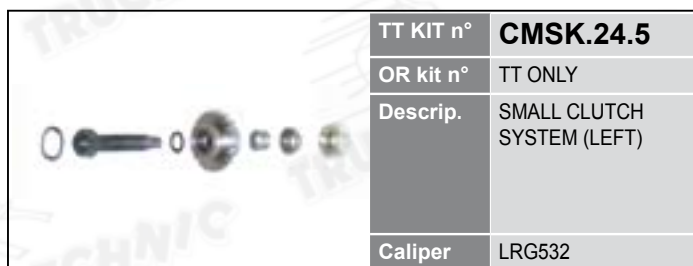 TT KIT n° CMSK.24.5
OR kit n° TT ONLY
Descrip. SMALL CLUTCH
SYSTEM (LEFT)
Caliper LRG532